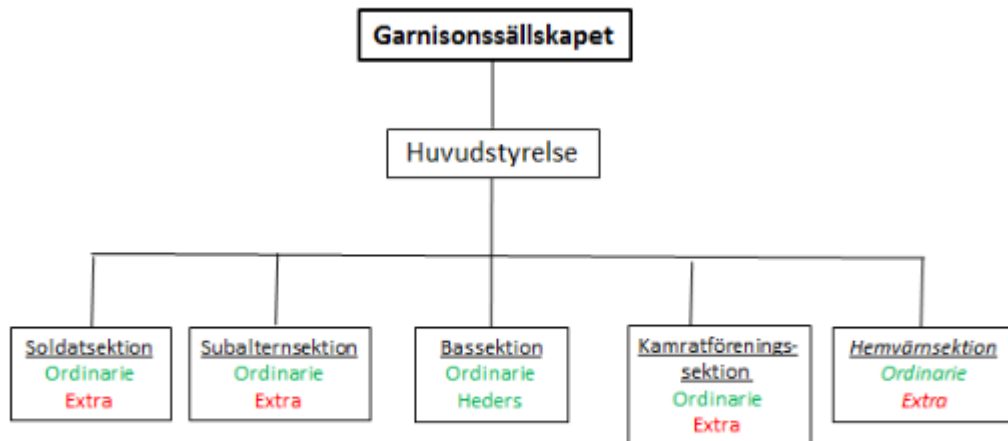 Garnisonssällskapet
Huvudstyrelse
Soldatsektion
Ordinarie
Extra
Subalternsektion
Ordinarie
Extra
Bassektion
Ordinarie
Heders
Kamratförenings-
sektion
Ordinarie
Extra
Hemvärnsektion
Ordinarie
Extra